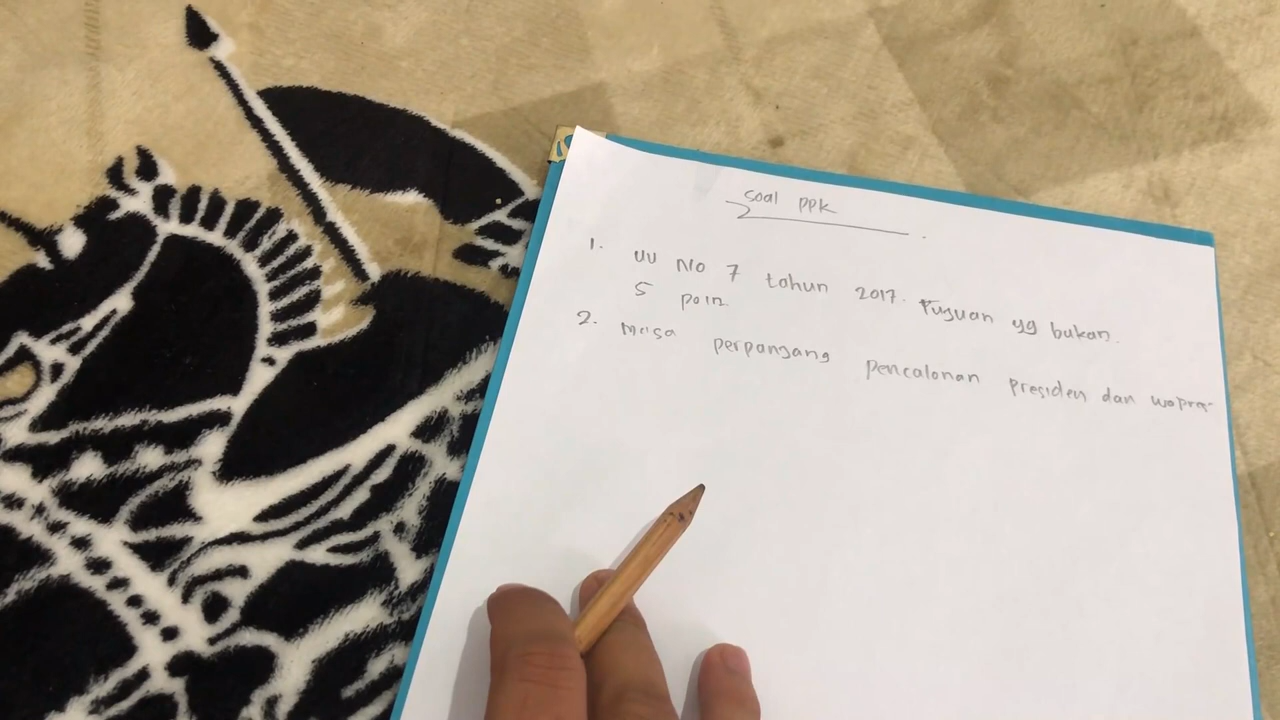 Soal PPK
1. UU NO 7 tahun 2017. Tujuan yg bukan.
5 poin.
2. Masa perpanjang pencalonan presiden dan wapre-